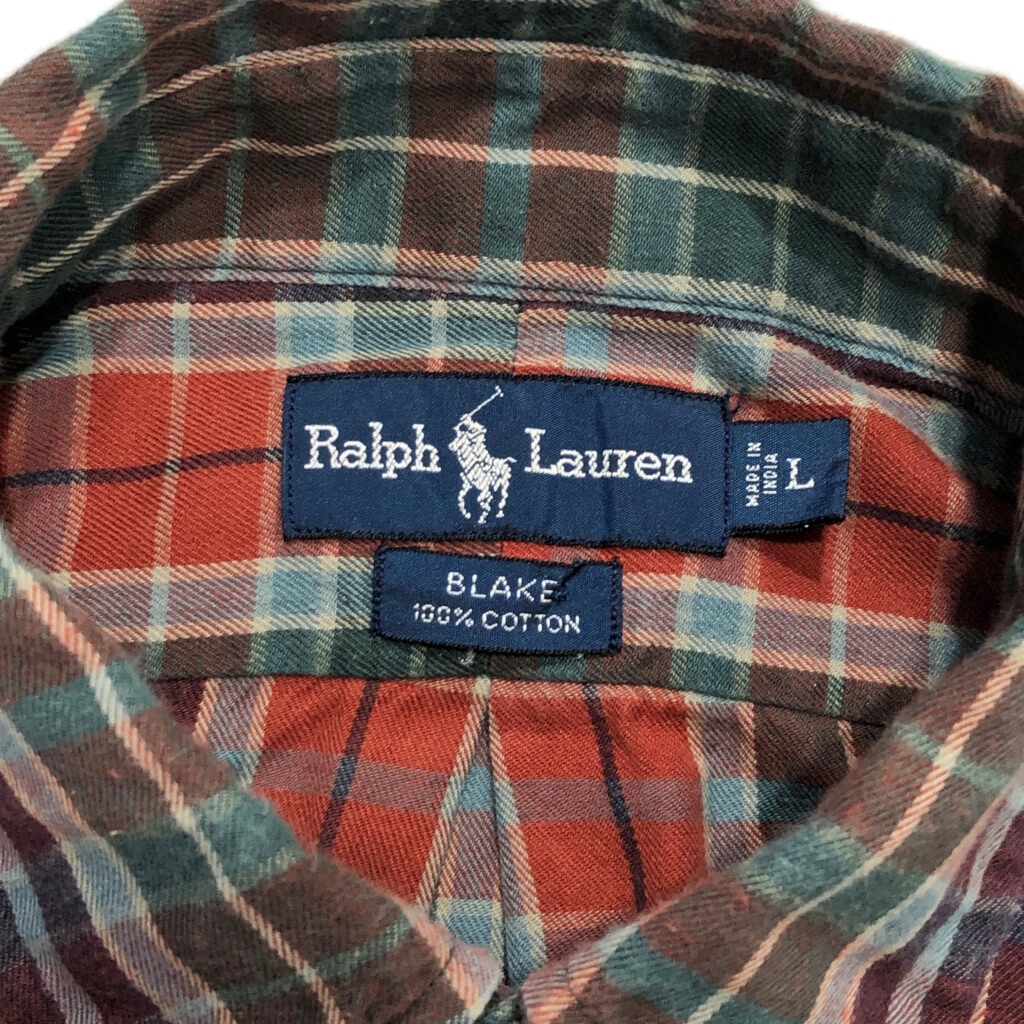 Ralph Lauren
MADE IN
INDIA
L
BLAKE
100% COTTON